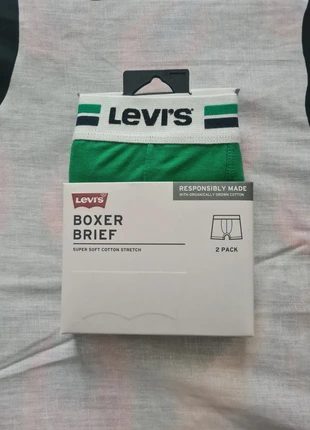 Levi's
Levi's
BOXER
BRIEF
SUPER SOFT COTTON STRETCH
RESPONSIBLY MADE
WITH ORGANICALLY GROWN COTTON
2 PACK